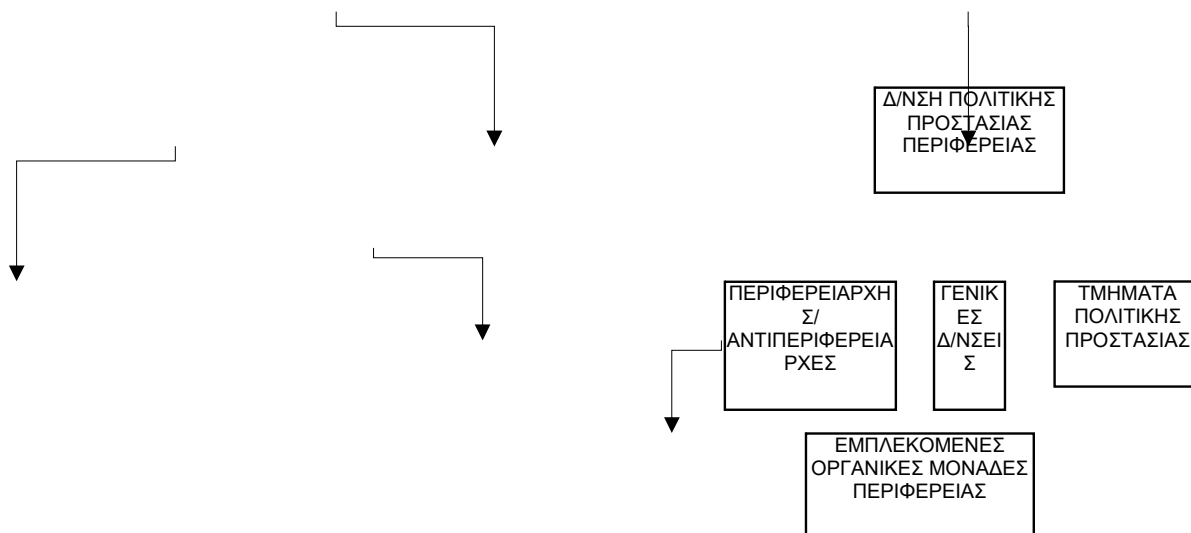 Δ/ΝΣΗ ΠΟΛΙΤΙΚΗΣ
ΠΡΟΣΤΑΣΙΑΣ
ΠΕΡΙΦΕΡΕΙΑΣ
ΠΕΡΙΦΕΡΕΙΑΡΧΗ
Σ/
ΑΝΤΙΠΕΡΙΦΕΡΕΙΑ
ΡΧΕΣ
ΓΕΝΙΚ
ΕΣ
Δ/ΝΣΕΙ
Σ
ΤΜΗΜΑΤΑ
ΠΟΛΙΤΙΚΗΣ
ΠΡΟΣΤΑΣΙΑΣ
ΕΜΠΛΕΚΟΜΕΝΕΣ
ΟΡΓΑΝΙΚΕΣ ΜΟΝΑΔΕΣ
ΠΕΡΙΦΕΡΕΙΑΣ